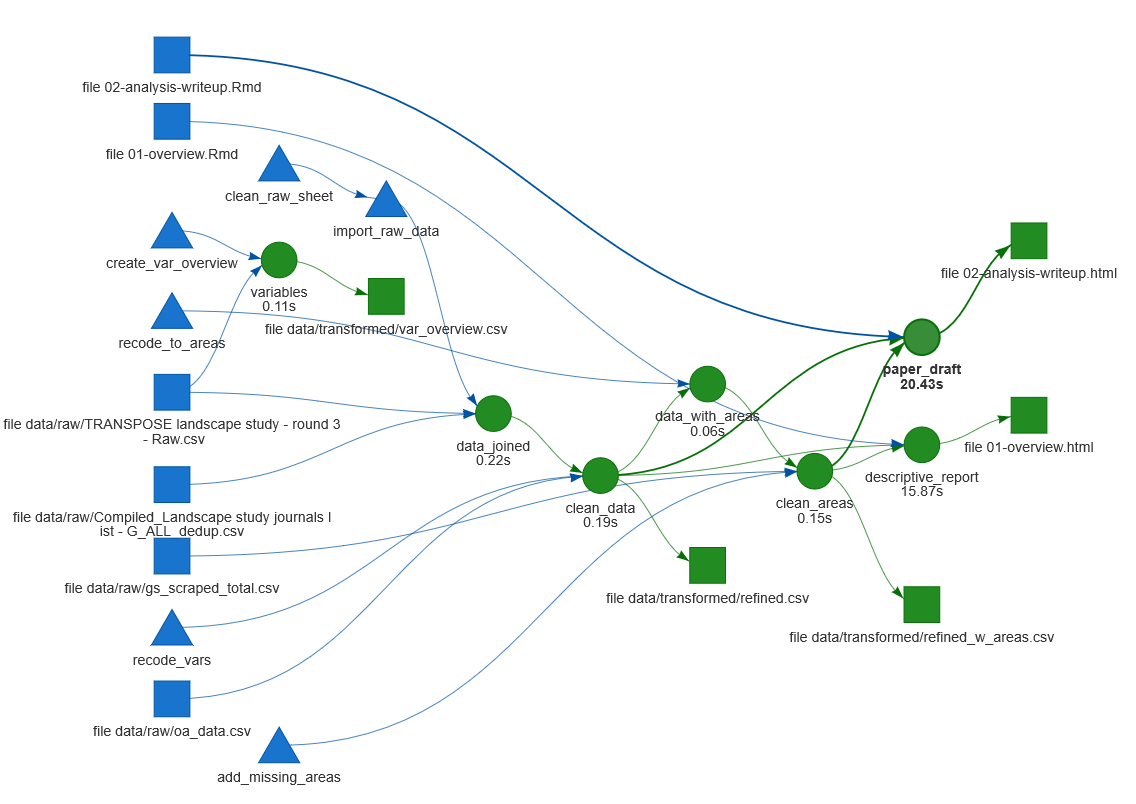 file 02-analysis-writeup.Rmd
file 01-overview.Rmd
clean_raw_sheet
import_raw_data
create_var_overview
variables
0.11s
file 02-analysis-writeup.html
recode_to_areas
file data/transformed/var_overview.csv
paper_draft
20.43s
file data/raw/TRANSPOSE landscape study - round 3
- Raw.csv
data_joined
0.22s
data_with_areas
0.06s
file 01-overview.html
descriptive_report
15.87s
clean_data
0.19s
clean_areas
0.15s
file data/raw/Compiled_Landscape study journals l
ist - G_ALL_dedup.csv
file data/raw/gs_scraped_total.csv
file data/transformed/refined.csv
file data/transformed/refined_w_areas.csv
recode_vars
file data/raw/oa_data.csv
add_missing_areas